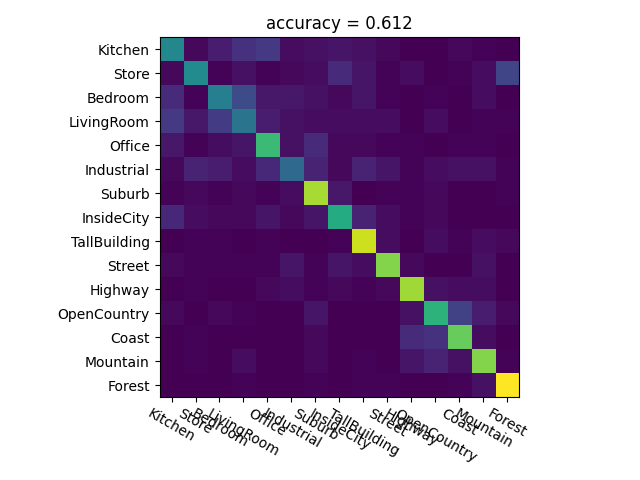 accuracy = 0.612
Kitchen
Store
Bedroom
LivingRoom
Office
Industrial
Suburb
InsideCity
TallBuilding
Street
Highway
OpenCountry
Coast
Mountain
Forest
Kitchen
Store
Bedroom
LivingRoom
Office
Industrial
Suburb
InsideCity
TallBuilding
Street
Highway
OpenCountry
Coast
Mountain
Forest